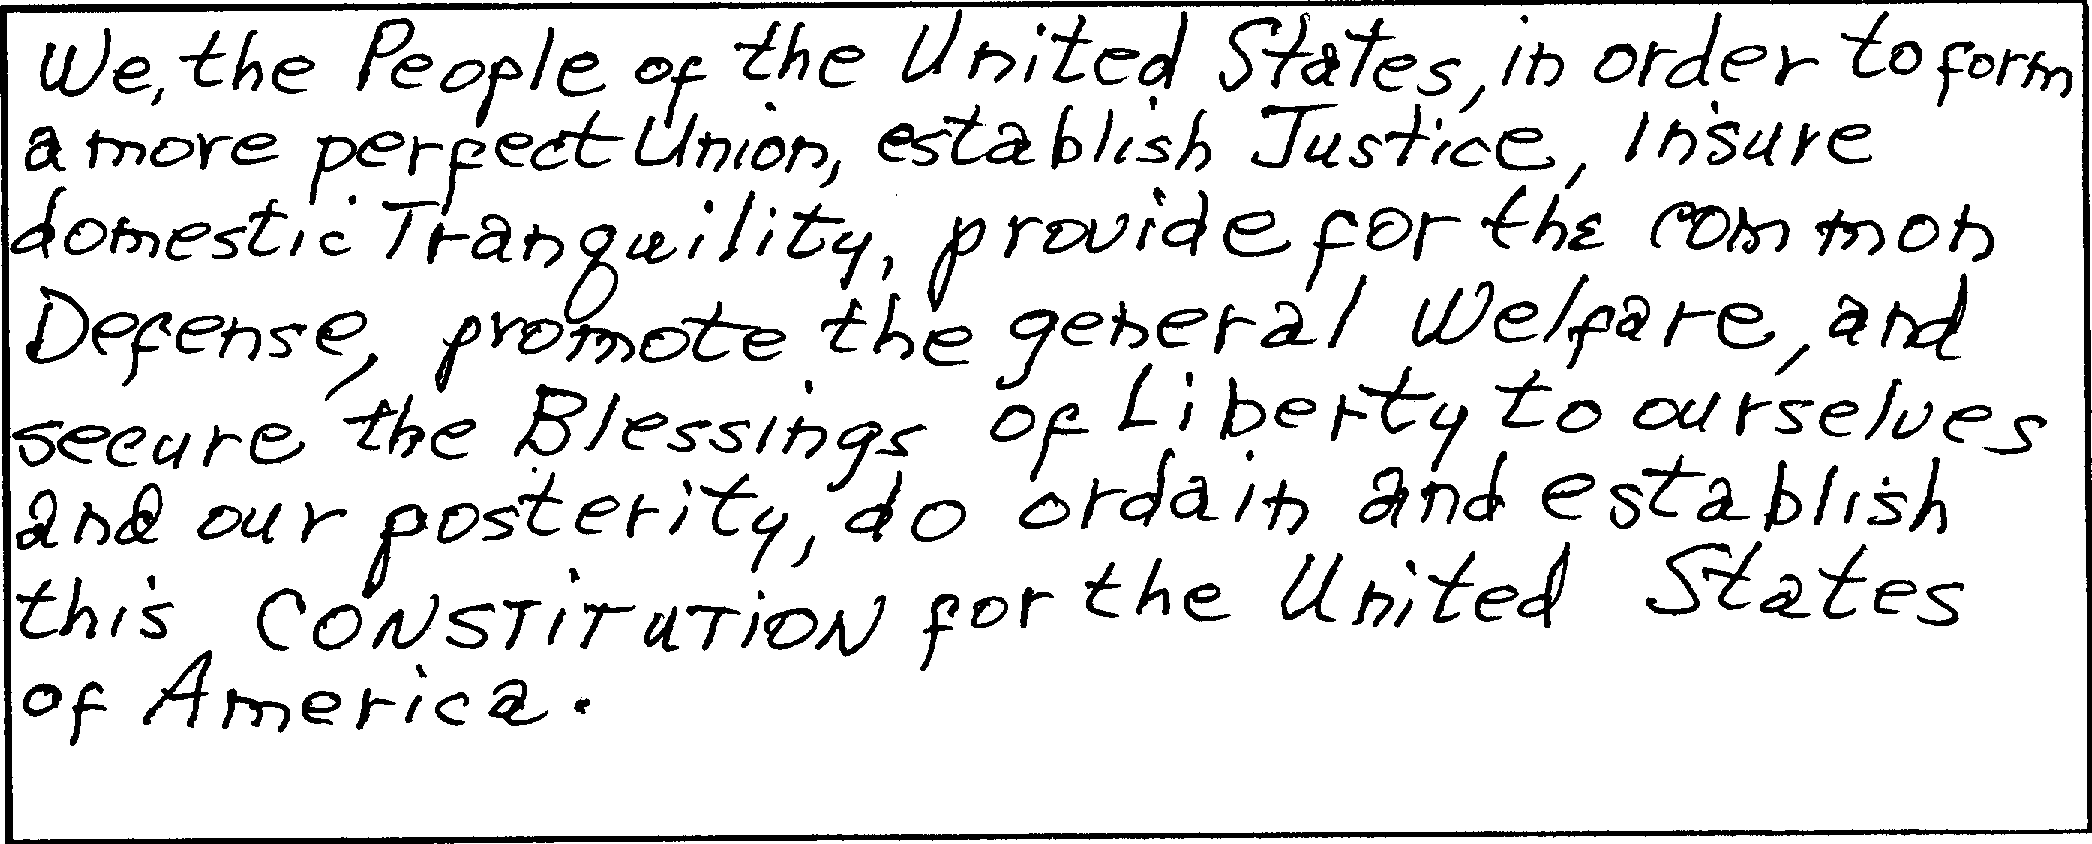 We, the People of the United States, in order to form
a more perfect Union, establish Justice, insure
domestic Tranquility, provide for the common
Defense, promote the general Welfare, and
secure the Blessings of Liberty to ourselves
and our posterity, do ordain and establish
this CONSTITUTION for the United States
of America.